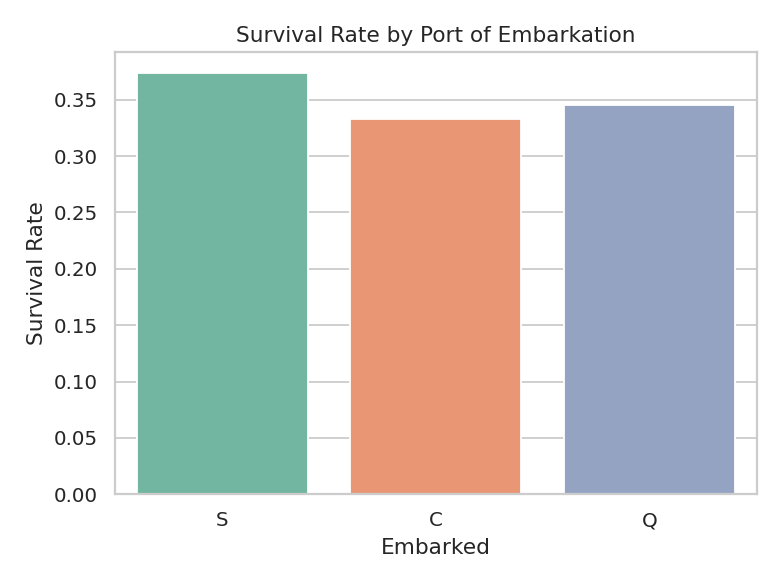 Survival Rate by Port of Embarkation
Survival Rate
0.35
0.30
0.25
0.20
0.15
0.10
0.05
0.00
S C Q
Embarked